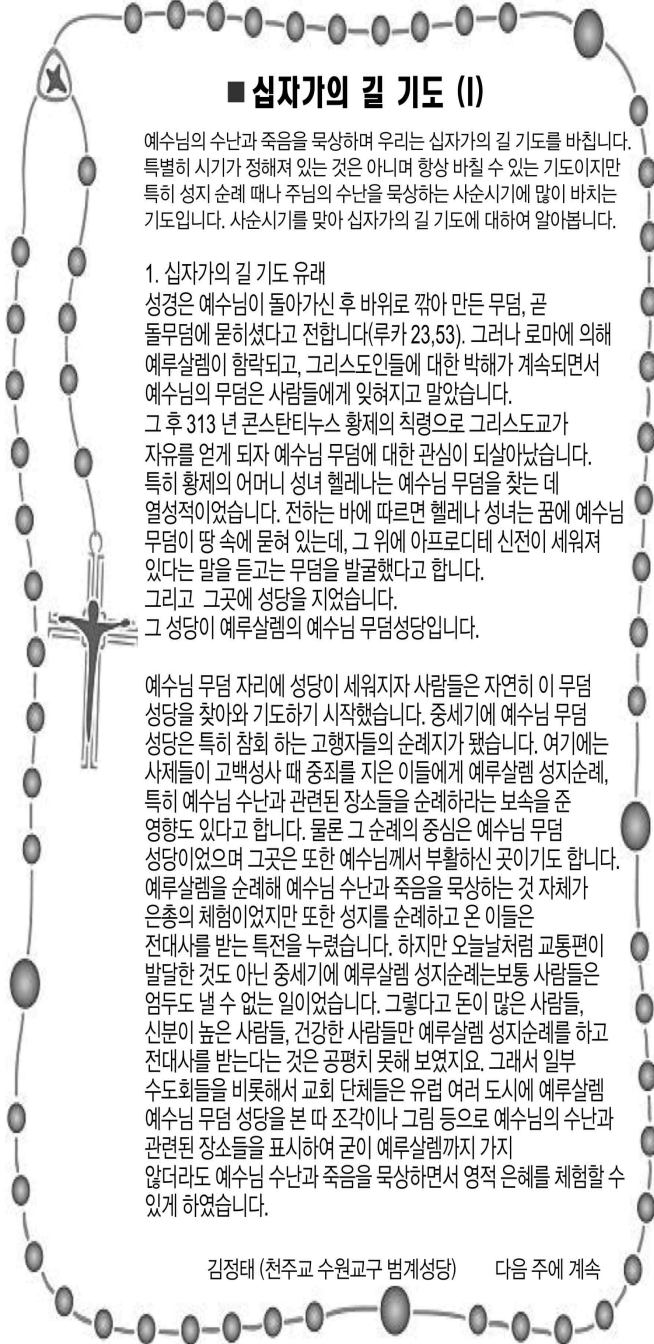 ■ 십자가의 길 기도 (I)
예수님의 수난과 죽음을 묵상하며 우리는 십자가의 길 기도를 바칩니다.
특별히 시기가 정해져 있는 것은 아니며 항상 바칠 수 있는 기도이지만
특히 성지 순례 때나 주님의 수난을 묵상하는 사순시기에 많이 바치는
기도입니다. 사순시기를 맞아 십자가의 길 기도에 대하여 알아봅니다.
1. 십자가의 길 기도 유래
성경은 예수님이 돌아가신 후 바위로 깎아 만든 무덤, 곧
돌무덤에 묻히셨다고 전합니다(루카 23,53). 그러나 로마에 의해
예루살렘이 함락되고, 그리스도인들에 대한 박해가 계속되면서
예수님의 무덤은 사람들에게 잊혀지고 말았습니다.
그 후 313 년 콘스탄티누스 황제의 칙령으로 그리스도교가
자유를 얻게 되자 예수님 무덤에 대한 관심이 되살아났습니다.
특히 황제의 어머니 성녀 헬레나는 예수님 무덤을 찾는 데
열성적이었습니다. 전하는 바에 따르면 헬레나 성녀는 꿈에 예수님
무덤이 땅 속에 묻혀 있는데, 그 위에 아프로디테 신전이 세워져
있다는 말을 듣고는 무덤을 발굴했다고 합니다.
그리고 그곳에 성당을 지었습니다.
그 성당이 예루살렘의 예수님 무덤성당입니다.
예수님 무덤 자리에 성당이 세워지자 사람들은 자연히 이 무덤
성당을 찾아와 기도하기 시작했습니다. 중세기에 예수님 무덤
성당은 특히 참회 하는 고행자들의 순례지가 됐습니다. 여기에는
사제들이 고백성사 때 중죄를 지은 이들에게 예루살렘 성지순례,
특히 예수님 수난과 관련된 장소들을 순례하라는 보속을 준
영향도 있다고 합니다. 물론 그 순례의 중심은 예수님 무덤
성당이었으며 그곳은 또한 예수님께서 부활하신 곳이기도 합니다.
예루살렘을 순례해 예수님 수난과 죽음을 묵상하는 것 자체가
은총의 체험이었지만 또한 성지를 순례하고 온 이들은
전대사를 받는 특전을 누렸습니다. 하지만 오늘날처럼 교통편이
발달한 것도 아닌 중세기에 예루살렘 성지순례는보통 사람들은
엄두도 낼 수 없는 일이었습니다. 그렇다고 돈이 많은 사람들,
신분이 높은 사람들, 건강한 사람들만 예루살렘 성지순례를 하고
전대사를 받는다는 것은 공평치 못해 보였지요. 그래서 일부
수도회들을 비롯해서 교회 단체들은 유럽 여러 도시에 예루살렘
예수님 무덤 성당을 본 따 조각이나 그림 등으로 예수님의 수난과
관련된 장소들을 표시하여 굳이 예루살렘까지 가지
않더라도 예수님 수난과 죽음을 묵상하면서 영적 은혜를 체험할 수
있게 하였습니다.
김정태 (천주교 수원교구 범계성당) 다음 주에 계속